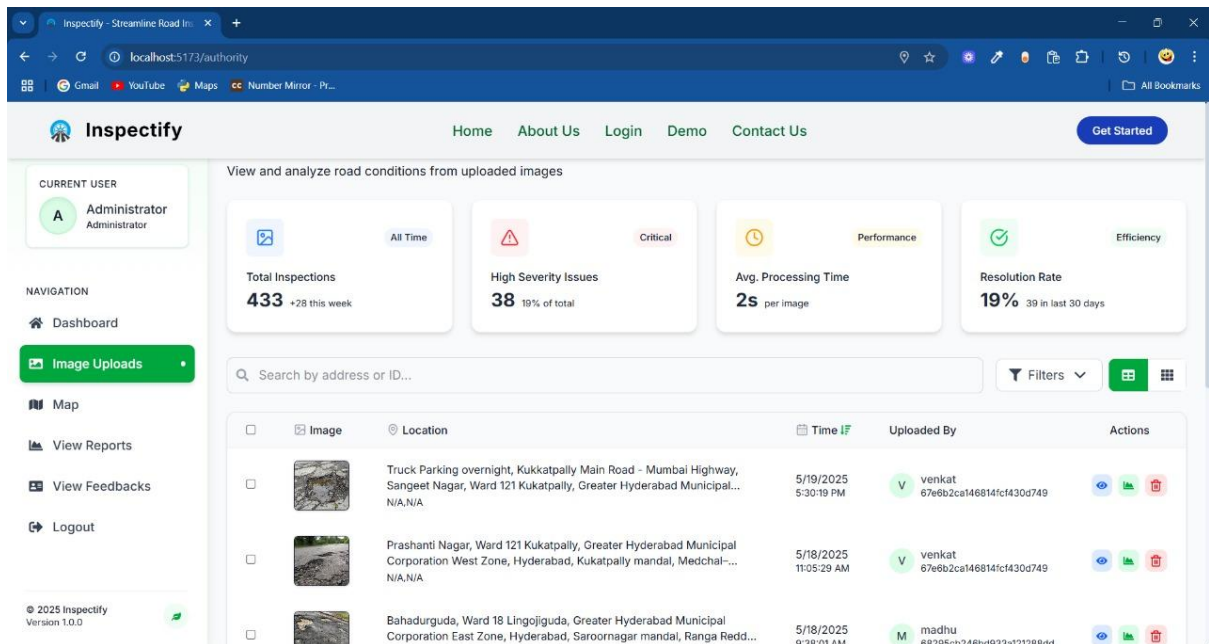 Inspectify - Streamline Road Ins
localhost:5173/authority
Gmail
YouTube
Maps
CC Number Mirror - Pr...
All Bookmarks
Inspectify
Home
About Us
Login
Demo
Contact Us
Get Started
CURRENT USER
A
Administrator
Administrator
NAVIGATION
Dashboard
Image Uploads
Map
View Reports
View Feedbacks
Logout
© 2025 Inspectify
Version 1.0.0
View and analyze road conditions from uploaded images
All Time
Total Inspections
433 +28 this week
Critical
High Severity Issues
38 19% of total
Performance
Avg. Processing Time
2s per image
Efficiency
Resolution Rate
19% 39 in last 30 days
Search by address or ID...
Filters
Image
Location
Time
Uploaded By
Actions
Truck Parking overnight, Kukkatpally Main Road - Mumbai Highway,
Sangeet Nagar, Ward 121 Kukatpally, Greater Hyderabad Municipal...
N/A,N/A
5/19/2025
5:30:19 PM
V
venkat
67e6b2ca146814fcf430d749
Prashanti Nagar, Ward 121 Kukatpally, Greater Hyderabad Municipal
Corporation West Zone, Hyderabad, Kukatpally mandal, Medchal–...
N/A,N/A
5/18/2025
11:05:29 AM
V
venkat
67e6b2ca146814fcf430d749
Bahadurguda, Ward 18 Lingojiguda, Greater Hyderabad Municipal
Corporation East Zone, Hyderabad, Saroornagar mandal, Ranga Redd...
5/18/2025
9:38:01 AM
M
madhu